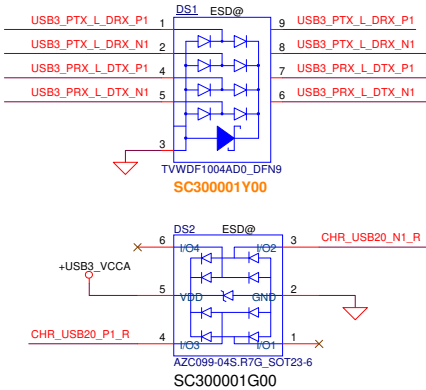 DS1 ESD@
USB3_PTX_L_DRX_P1 1 9 USB3_PTX_L_DRX_P1
USB3_PTX_L_DRX_N1 2 8 USB3_PTX_L_DRX_N1
USB3_PRX_L_DTX_P1 4 7 USB3_PRX_L_DTX_P1
USB3_PRX_L_DTX_N1 5 6 USB3_PRX_L_DTX_N1
3
TVWDF1004AD0_DFN9
SC300001Y00
DS2 ESD@
6 I/O4 I/O2 3 CHR_USB20_N1_R
+USB3_VCCA
5 VDD GND 2
CHR_USB20_P1_R 4 I/O3 I/O1 1
AZC099-04S.R7G_SOT23-6
SC300001G00